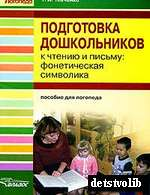 ПОДГОТОВКА
ДОШКОЛЬНИКОВ
к чтению и письму:
фонетическая
символика
пособие для логопеда
detstvolib